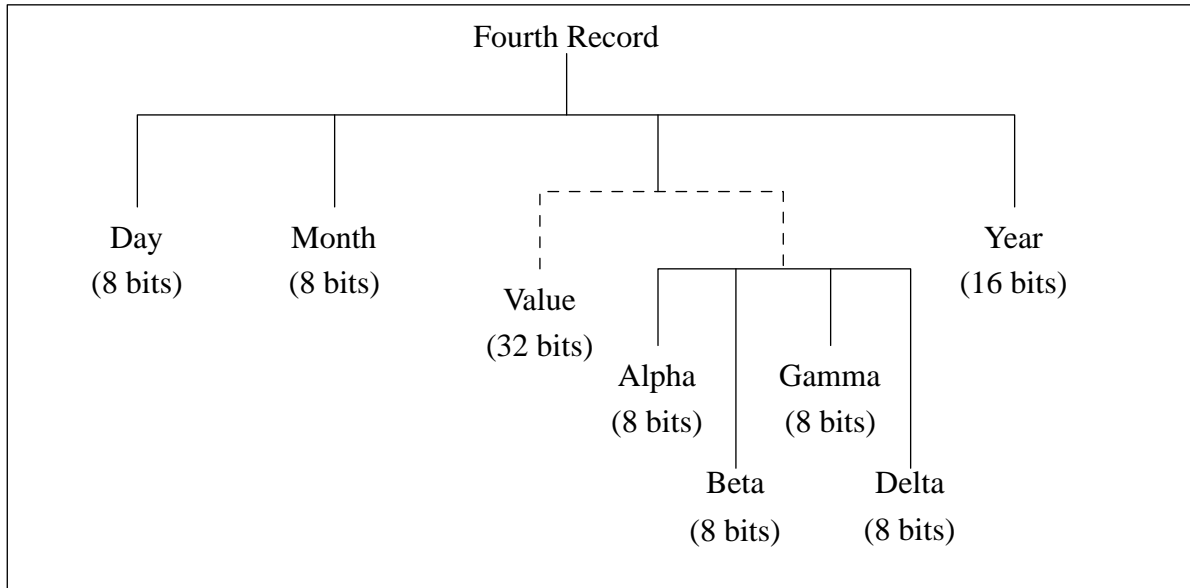 Fourth Record
Day
(8 bits)
Month
(8 bits)
Value
(32 bits)
Alpha
(8 bits)
Beta
(8 bits)
Gamma
(8 bits)
Delta
(8 bits)
Year
(16 bits)